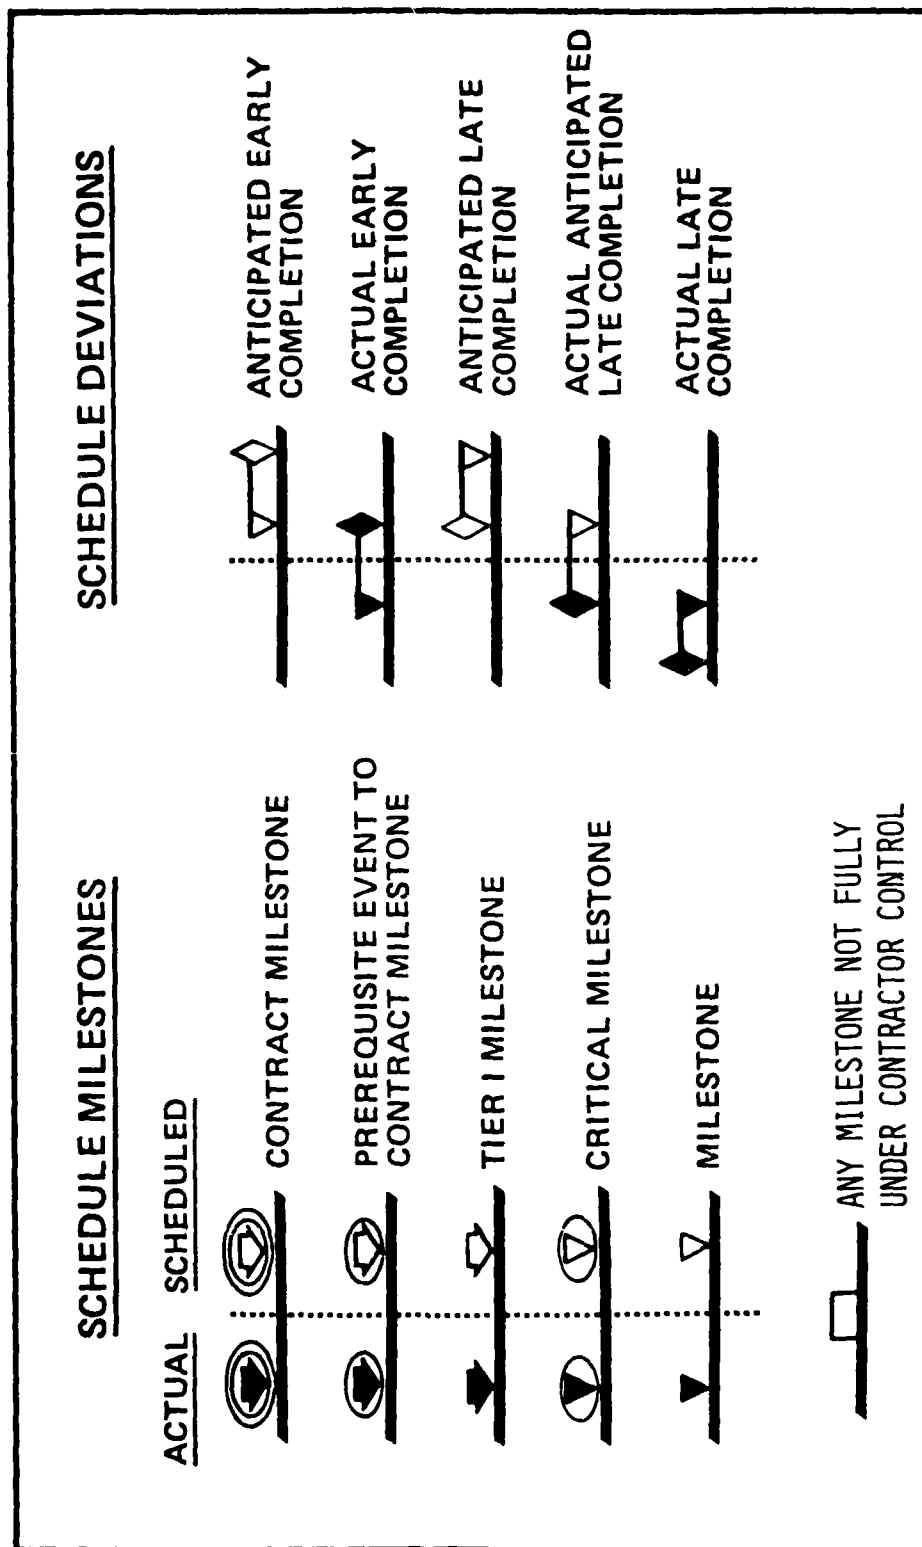 SCHEDULE MILESTONES
ACTUAL
SCHEDULED
CONTRACT MILESTONE
PREREQUISITE EVENT TO
CONTRACT MILESTONE
TIER I MILESTONE
CRITICAL MILESTONE
MILESTONE
ANY MILESTONE NOT FULLY
UNDER CONTRACTOR CONTROL
SCHEDULE DEVIATIONS
ANTICIPATED EARLY
COMPLETION
ACTUAL EARLY
COMPLETION
ANTICIPATED LATE
COMPLETION
ACTUAL ANTICIPATED
LATE COMPLETION
ACTUAL LATE
COMPLETION